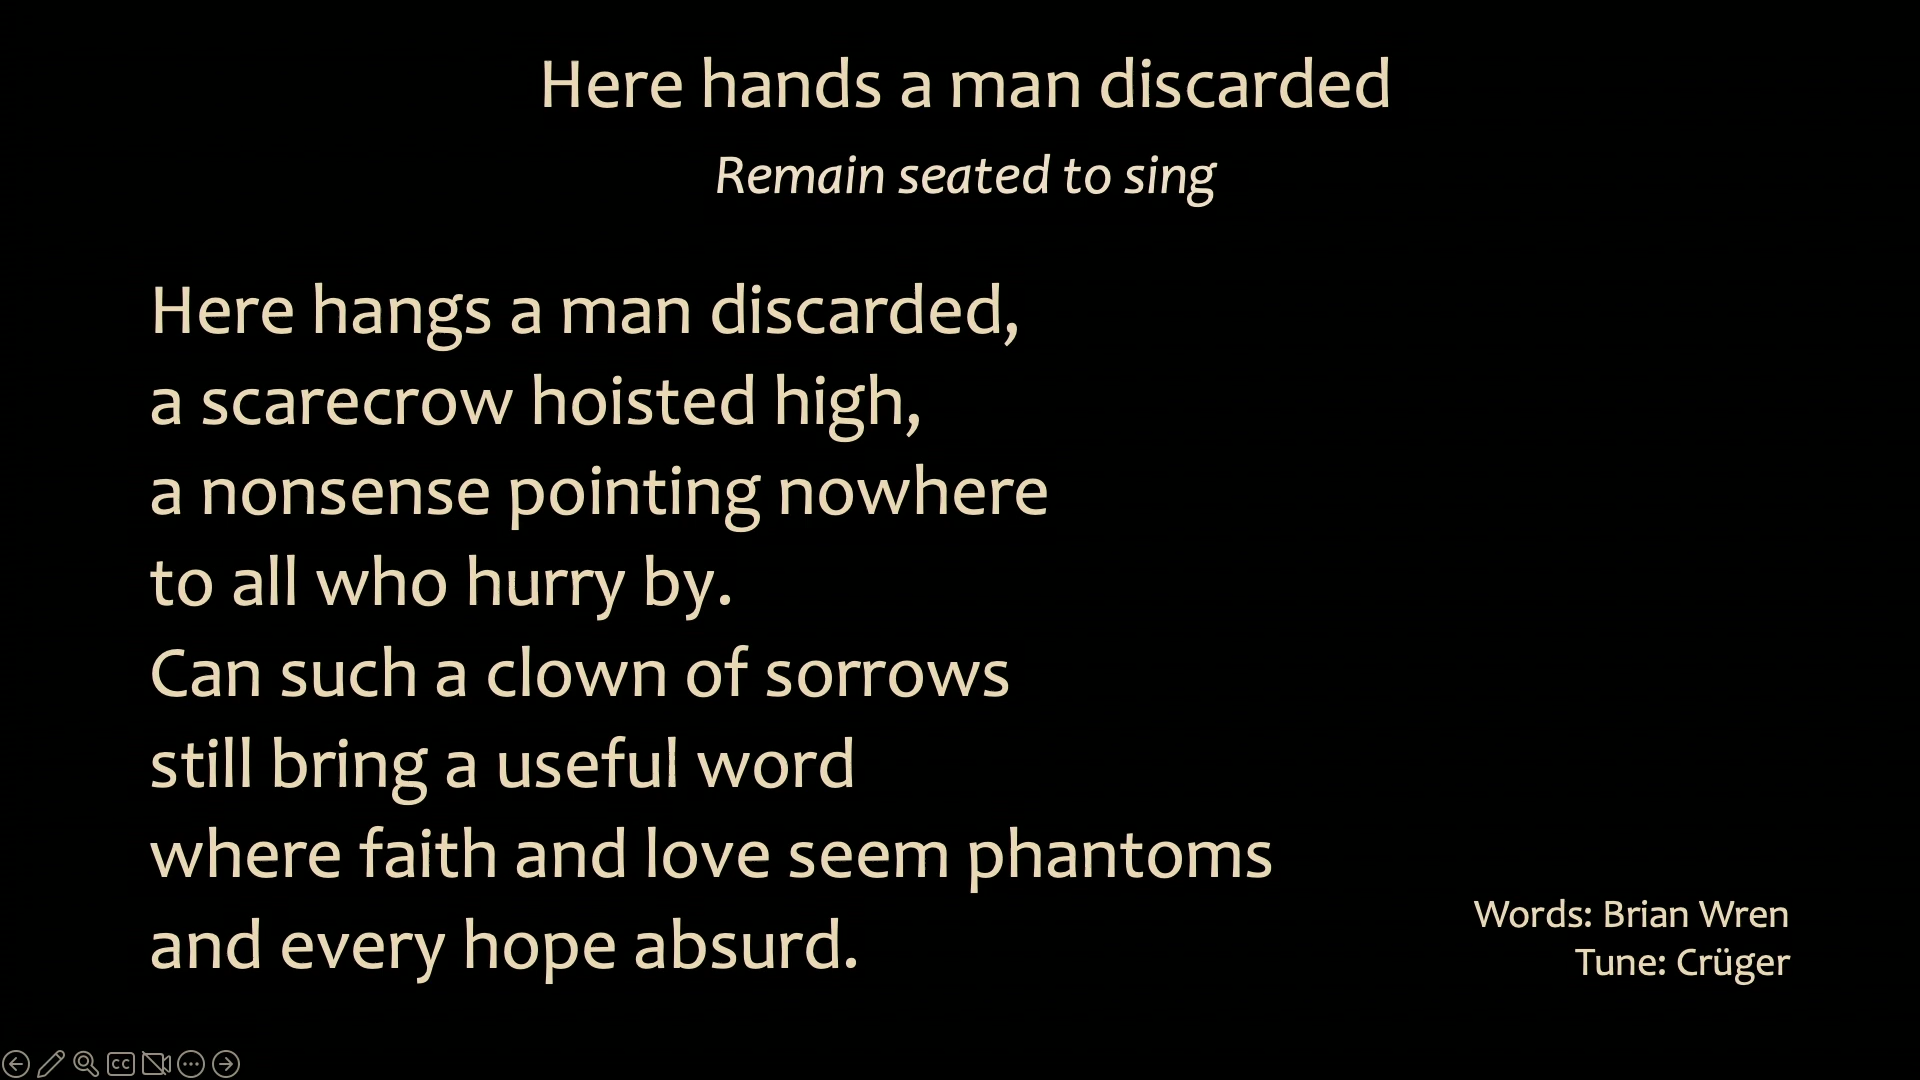 Here hands a man discarded
Remain seated to sing
Here hangs a man discarded,
a scarecrow hoisted high,
a nonsense pointing nowhere
to all who hurry by.
Can such a clown of sorrows
still bring a useful word
where faith and love seem phantoms
and every hope absurd.
Words: Brian Wren
Tune: Crüger
CC